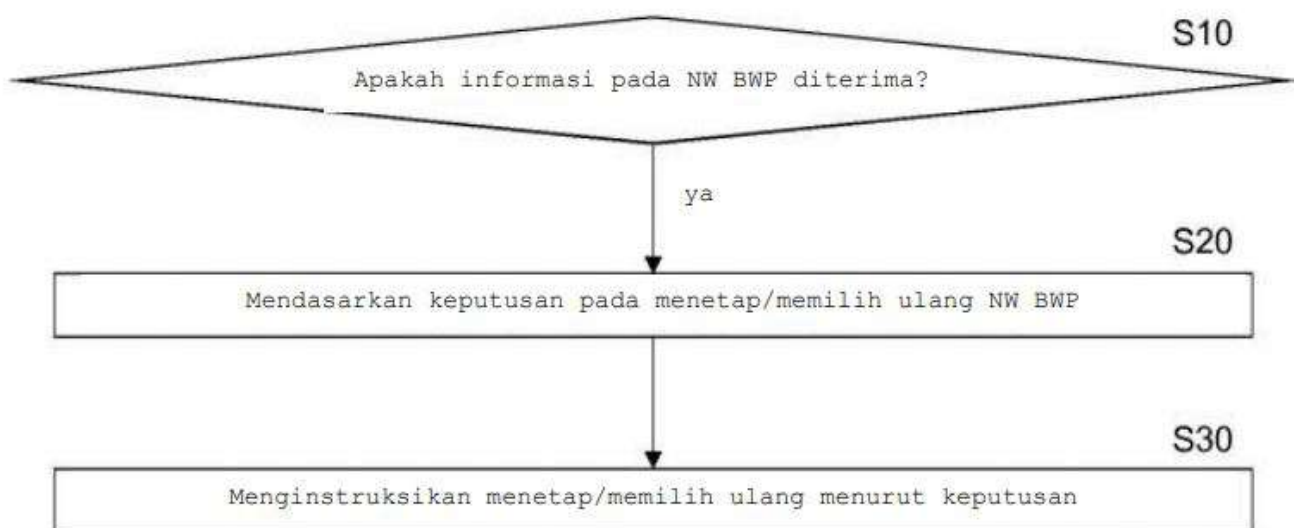 S10
Apakah informasi pada NW BWP diterima?
ya
S20
Mendasarkan keputusan pada menetap/memilih ulang NW BWP
S30
Menginstruksikan menetap/memilih ulang menurut keputusan